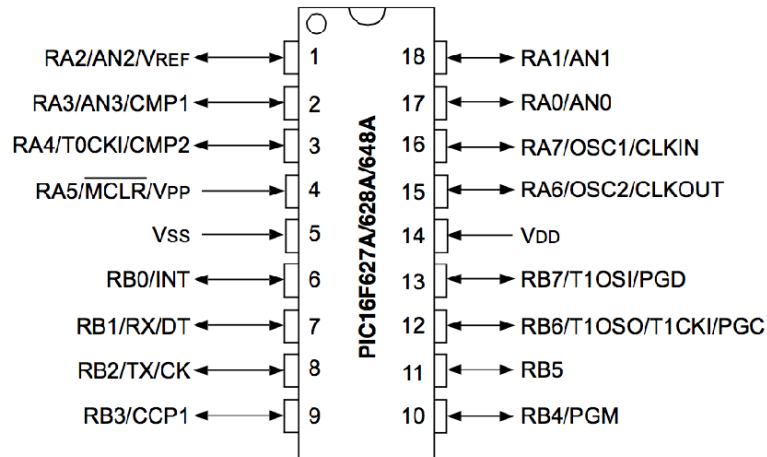 RA2/AN2/VREF 1 18 RA1/AN1
RA3/AN3/CMP1 2 17 RA0/AN0
RA4/T0CKI/CMP2 3 16 RA7/OSC1/CLKIN
RA5/MCLR/VPP 4 15 RA6/OSC2/CLKOUT
VSS 5 14 VDD
RB0/INT 6 13 RB7/T1OSI/PGD
RB1/RX/DT 7 12 RB6/T1OSO/T1CKI/PGC
RB2/TX/CK 8 11 RB5
RB3/CCP1 9 10 RB4/PGM
PIC16F627A/628A/648A